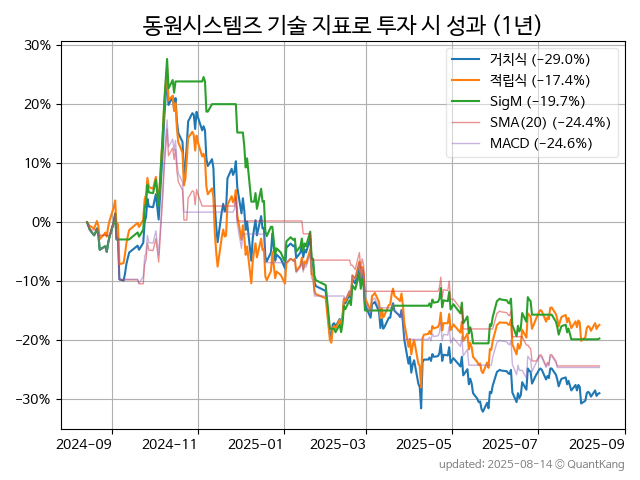 동원시스템즈 기술 지표로 투자 시 성과 (1년)
거치식 (−29.0%)
적립식 (−17.4%)
SigM (−19.7%)
SMA(20) (−24.4%)
MACD (−24.6%)
30%
20%
10%
0%
−10%
−20%
−30%
2024-09
2024-11
2025-01
2025-03
2025-05
2025-07
2025-09
updated: 2025-08-14 © QuantKang